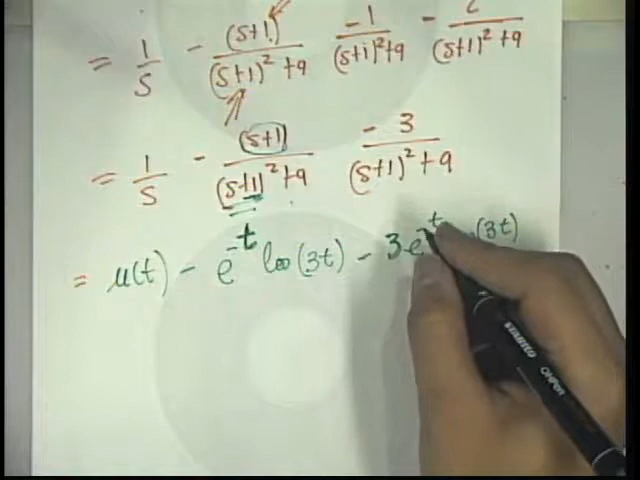 = 1/s - (s+1)/((s+1)²+9) -1/((s+1)²+9) - /((s+1)²+9)
= 1/s - (s+1)/((s+1)²+9) - 3/((s+1)²+9)
= u(t) - e^-t cos(3t) - 3e^-t (3t)
STAEDTLER